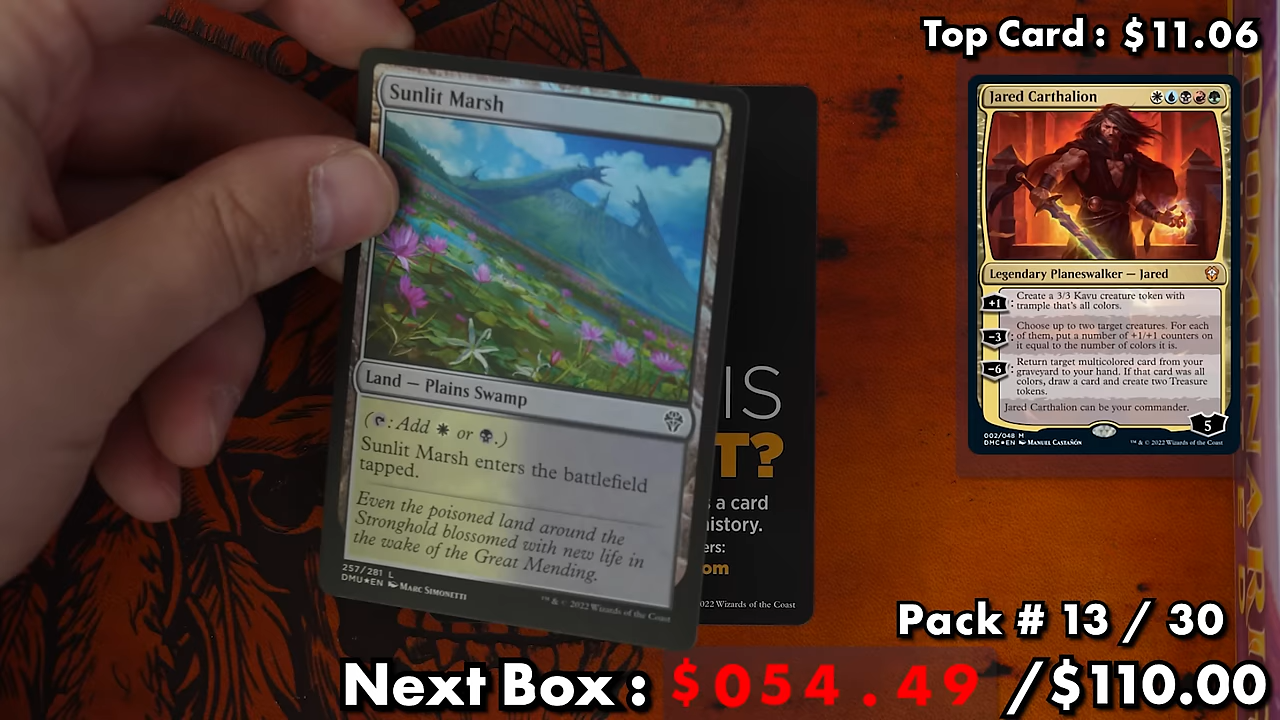 Top Card : $11.06
Sunlit Marsh
Land — Plains Swamp
( : Add or .)
Sunlit Marsh enters the battlefield
tapped.
Even the poisoned land around the
Stronghold blossomed with new life in
the wake of the Great Mending.
257/281 L
DMU★EN Marc Simonetti
™ & © 2022 Wizards of the Coast
IS
T?
a card
history.
ers:
om
2022 Wizards of the Coast
Jared Carthalion
Legendary Planeswalker — Jared
+1: Create a 3/3 Kavu creature token with
trample that's all colors.
-3: Choose up to two target creatures. For each
of them, put a number of +1/+1 counters on
it equal to the number of colors it is.
-6: Return target multicolored card from your
graveyard to your hand. If that card was all
colors, draw a card and create two Treasure
tokens.
Jared Carthalion can be your commander.
5
002/048 M
DMC★EN Manuel Castañón
™ & © 2022 Wizards of the Coast
DOMINARIA
Pack # 13 / 30
Next Box : $054.49 /$110.00